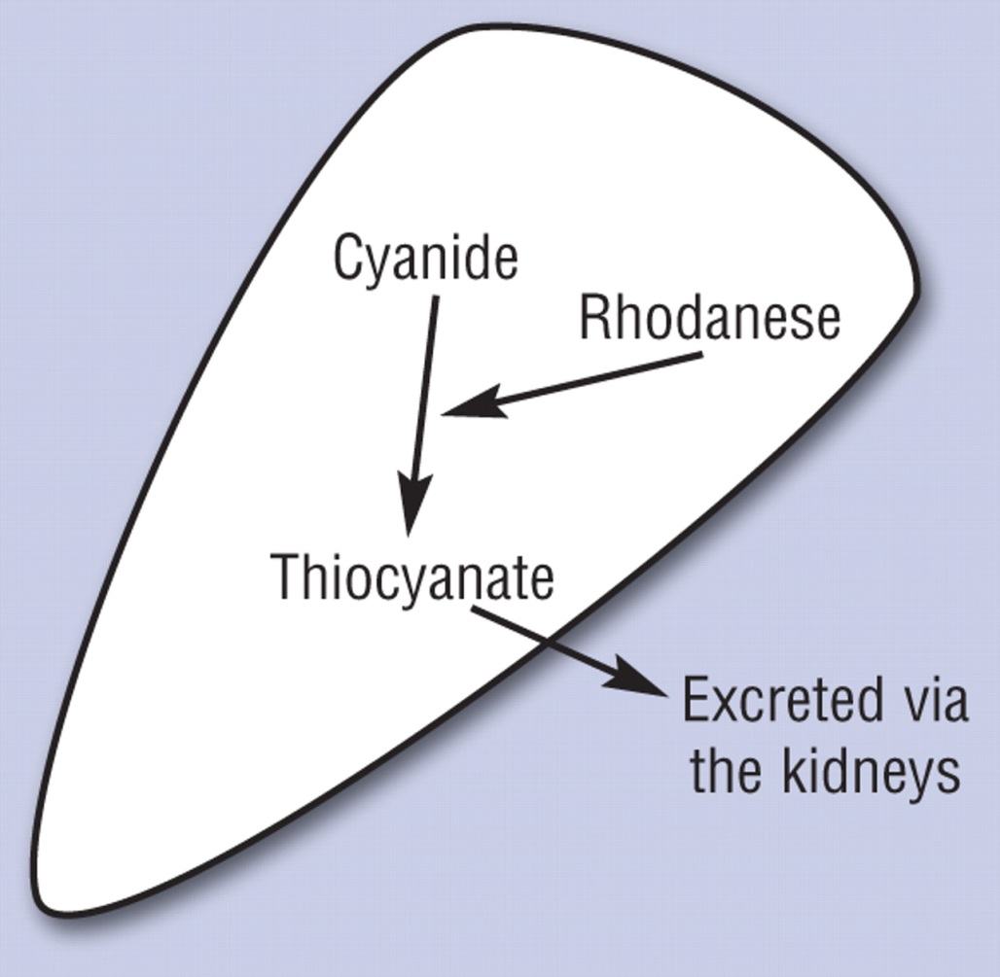 Cyanide
Rhodanese
Thiocyanate
Excreted via
the kidneys